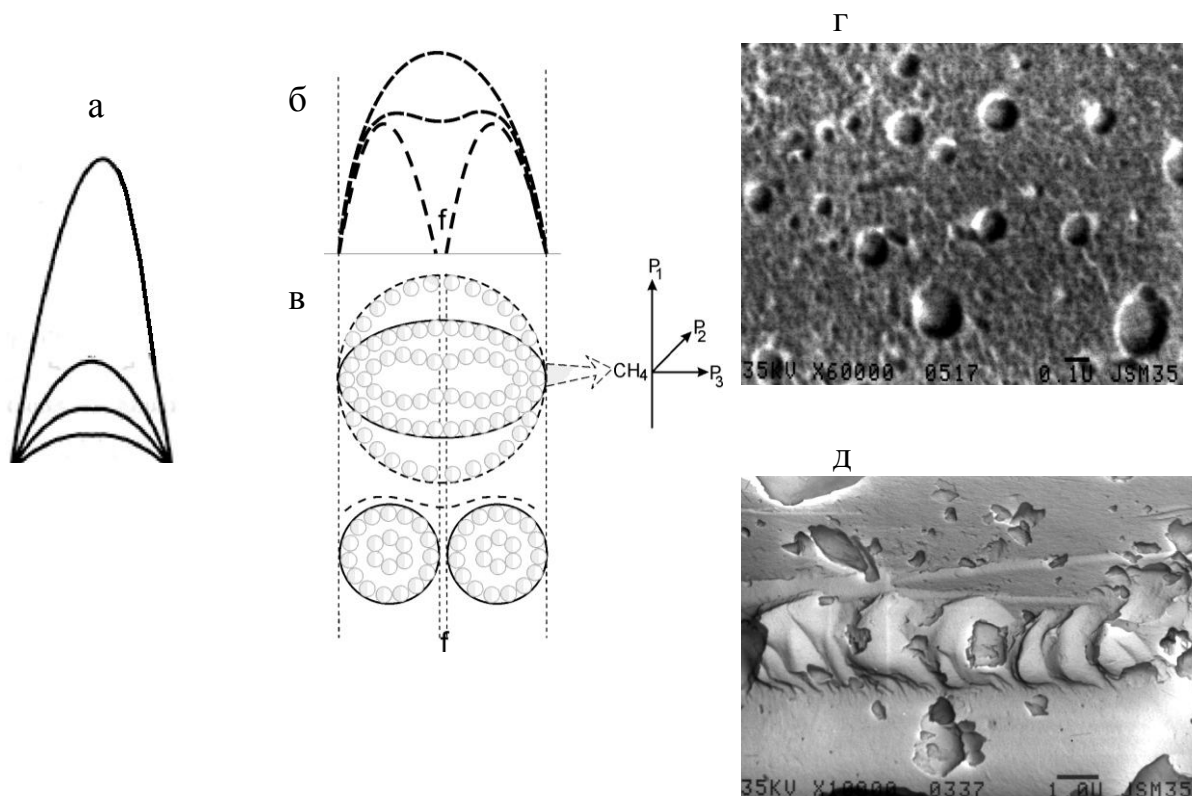 а
б
f
в
P1
P2
CH4
P3
f
г
35KV X60000 0517 0.1U JSM35
д
35KV X10000 0337 1.0U JSM35